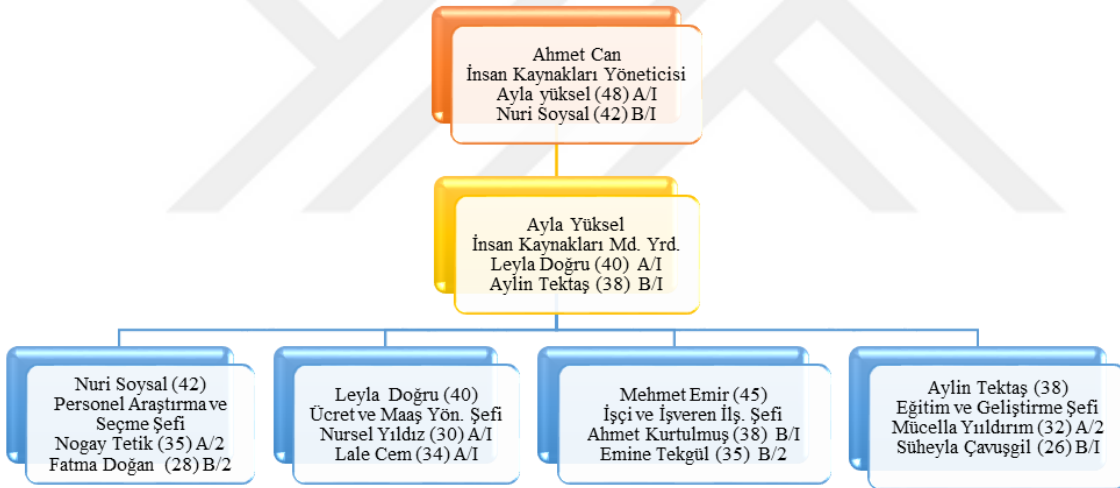 Ahmet Can
İnsan Kaynakları Yöneticisi
Ayla yüksel (48) A/I
Nuri Soysal (42) B/I
Ayla Yüksel
İnsan Kaynakları Md. Yrd.
Leyla Doğru (40) A/I
Aylin Tektaş (38) B/I
Nuri Soysal (42)
Personel Araştırma ve
Seçme Şefi
Nogay Tetik (35) A/2
Fatma Doğan (28) B/2
Leyla Doğru (40)
Ücret ve Maaş Yön. Şefi
Nursel Yıldız (30) A/I
Lale Cem (34) A/I
Mehmet Emir (45)
İşçi ve İşveren İlş. Şefi
Ahmet Kurtulmuş (38) B/I
Emine Tekgül (35) B/2
Aylin Tektaş (38)
Eğitim ve Geliştirme Şefi
Mücella Yııldırım (32) A/2
Süheyla Çavuşgil (26) B/I